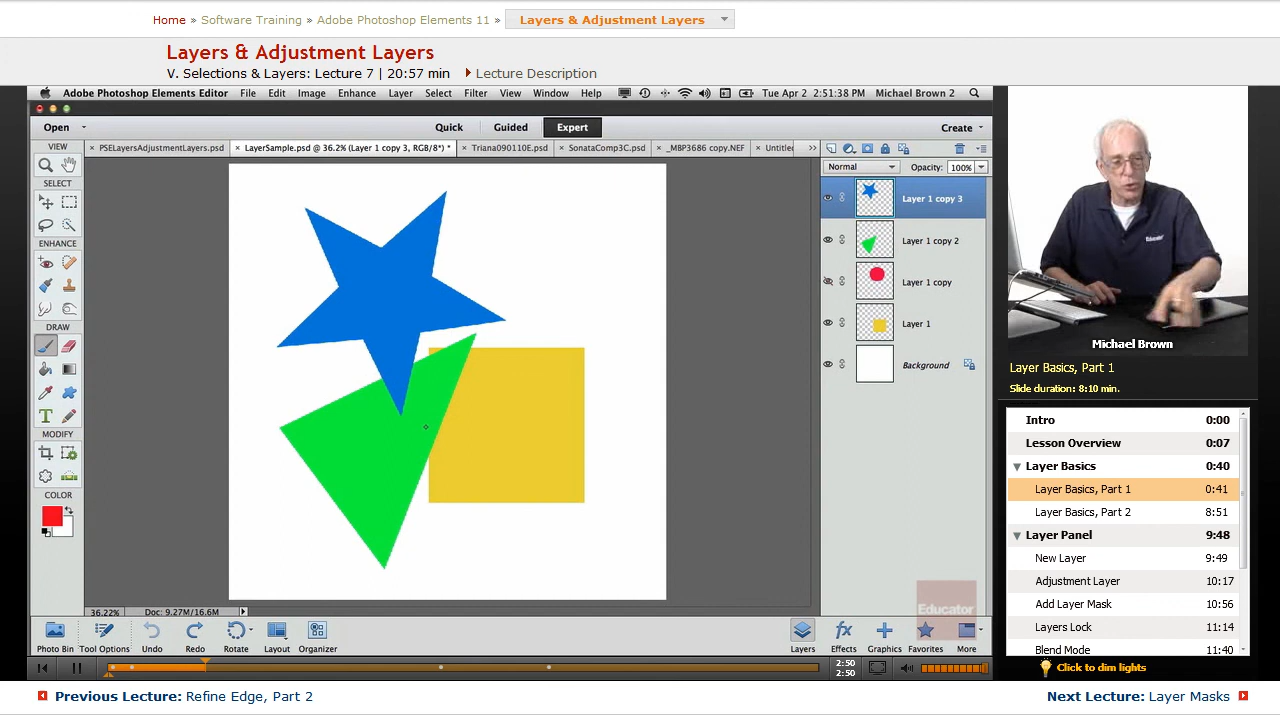 Home » Software Training » Adobe Photoshop Elements 11 » Layers & Adjustment Layers
Layers & Adjustment Layers
V. Selections & Layers: Lecture 7 | 20:57 min Lecture Description
Adobe Photoshop Elements Editor File Edit Image Enhance Layer Select Filter View Window Help Tue Apr 2 2:51:38 PM Michael Brown 2
Open Quick Guided Expert Create
VIEW
× PSELayersAdjustmentLayers.psd × LayerSample.psd @ 36.2% (Layer 1 copy 3, RGB/8*) * × Triana090110E.psd × SonataComp3C.psd × _MBP3686 copy.NEF × Untitle »
Normal Opacity: 100%
SELECT
Layer 1 copy 3
Layer 1 copy 2
ENHANCE
Layer 1 copy
Layer 1
DRAW
Background
T
MODIFY
COLOR
Educator
Michael Brown
Layer Basics, Part 1
Slide duration: 8:10 min.
Intro 0:00
Lesson Overview 0:07
Layer Basics 0:40
Layer Basics, Part 1 0:41
Layer Basics, Part 2 8:51
Layer Panel 9:48
New Layer 9:49
Adjustment Layer 10:17
Add Layer Mask 10:56
Layers Lock 11:14
Blend Mode 11:40
Educator
36.22% Doc: 9.27M/16.6M
Photo Bin Tool Options Undo Redo Rotate Layout Organizer Layers fx Effects Graphics Favorites More
2:50
2:50
Click to dim lights
Previous Lecture: Refine Edge, Part 2 Next Lecture: Layer Masks